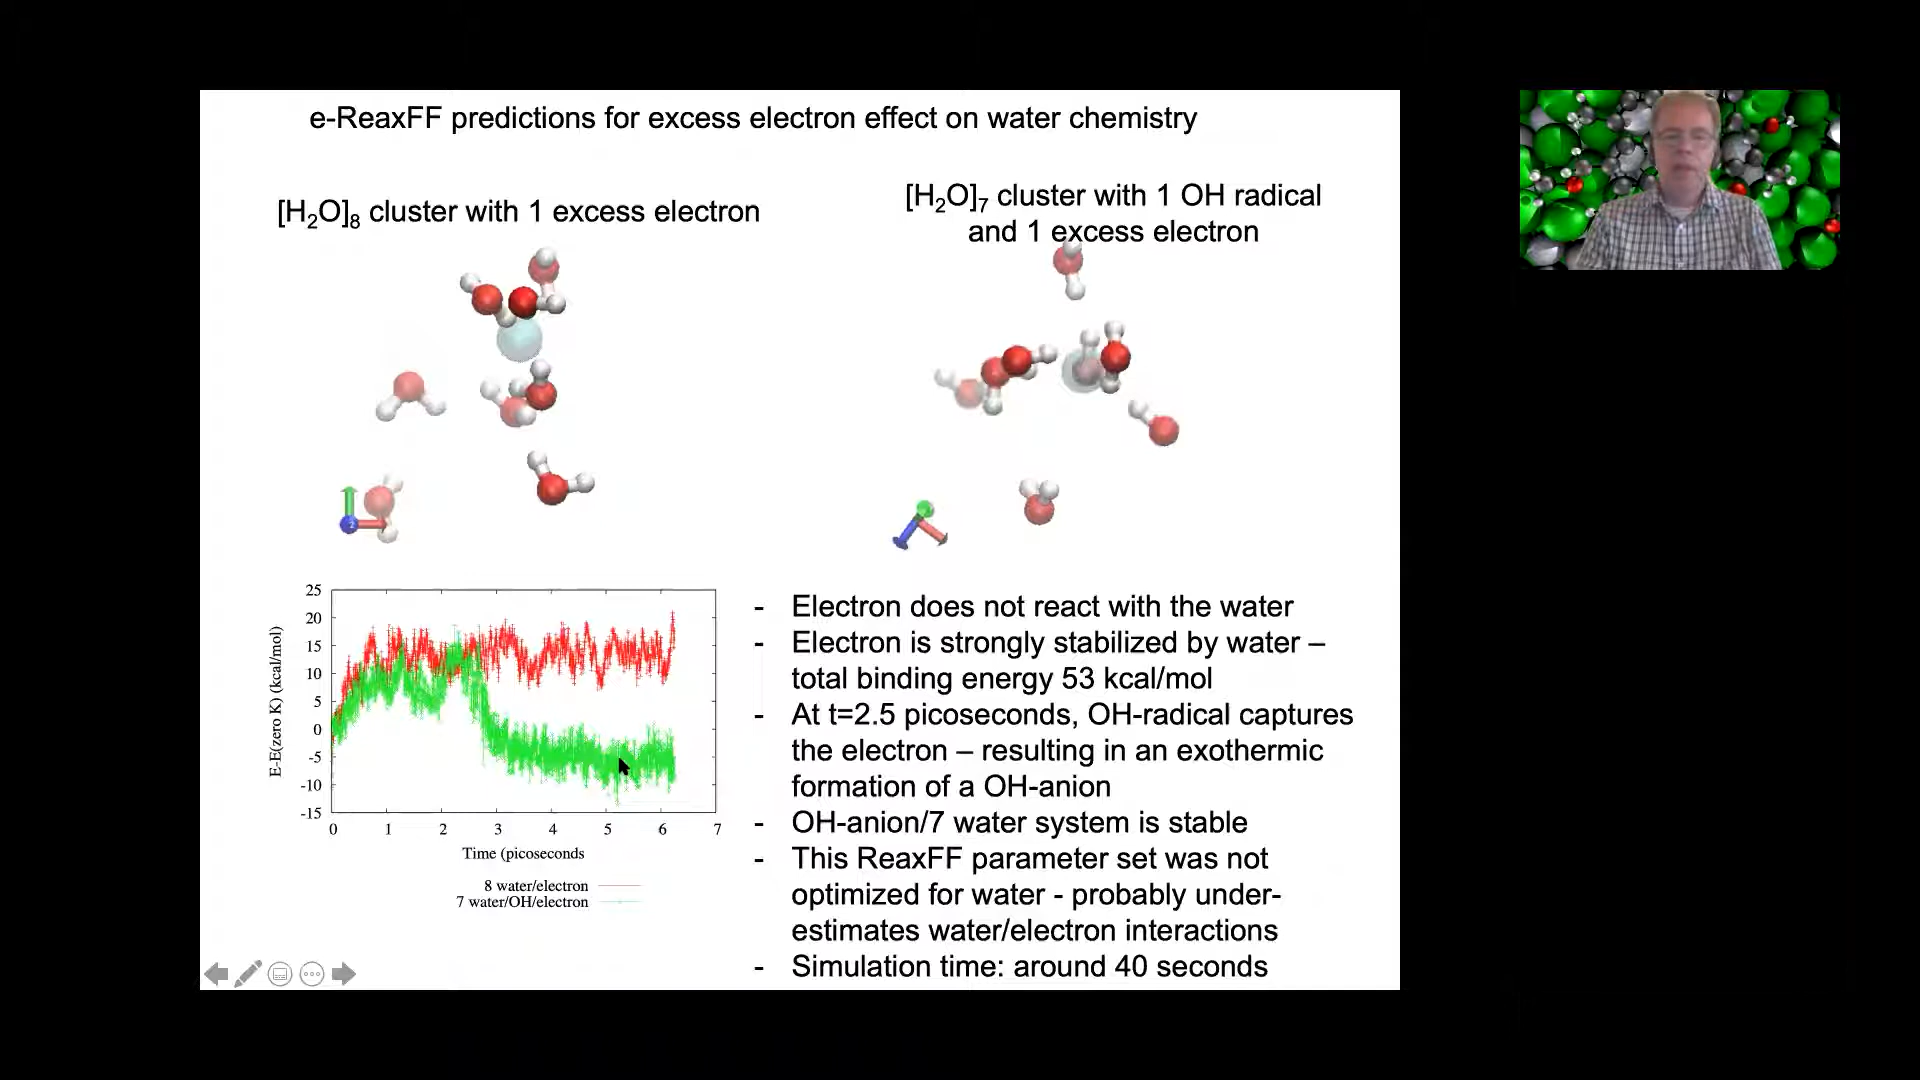 e-ReaxFF predictions for excess electron effect on water chemistry
[H2O]8 cluster with 1 excess electron
[H2O]7 cluster with 1 OH radical
and 1 excess electron
25
20
15
10
5
0
-5
-10
-15
E-E(zero K) (kcal/mol)
0 1 2 3 4 5 6 7
Time (picoseconds
8 water/electron
7 water/OH/electron
- Electron does not react with the water
- Electron is strongly stabilized by water –
total binding energy 53 kcal/mol
- At t=2.5 picoseconds, OH-radical captures
the electron – resulting in an exothermic
formation of a OH-anion
- OH-anion/7 water system is stable
- This ReaxFF parameter set was not
optimized for water - probably under-
estimates water/electron interactions
- Simulation time: around 40 seconds